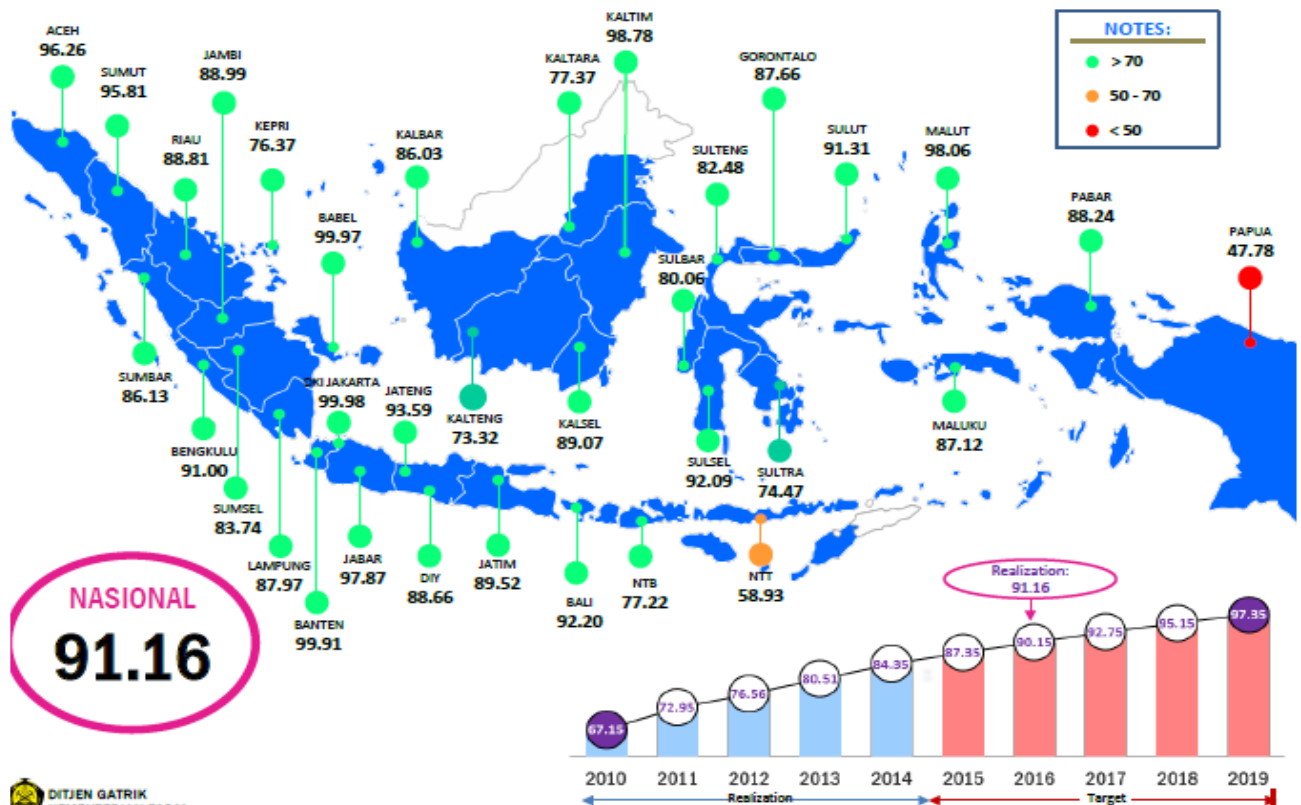 ACEH
96.26
SUMUT
95.81
RIAU
88.81
JAMBI
88.99
KEPRI
76.37
BABEL
99.97
KALBAR
86.03
KALTARA
77.37
KALTIM
98.78
GORONTALO
87.66
SULTENG
82.48
SULUT
91.31
MALUT
98.06
PABAR
88.24
PAPUA
47.78
SULBAR
80.06
NOTES:
> 70
50 - 70
< 50
SUMBAR
86.13
BENGKULU
91.00
SUMSEL
83.74
LAMPUNG
87.97
BANTEN
99.91
DKI JAKARTA
99.98
JATENG
93.59
JABAR
97.87
DIY
88.66
JATIM
89.52
BALI
92.20
NTB
77.22
NTT
58.93
KALTENG
73.32
KALSEL
89.07
SULSEL
92.09
SULTRA
74.47
MALUKU
87.12
NASIONAL
91.16
Realization:
91.16
67.15 72.95 76.56 80.51 84.35 87.35 90.15 92.75 95.15 97.35
2010 2011 2012 2013 2014 2015 2016 2017 2018 2019
Realization Target
DITJEN GATRIK